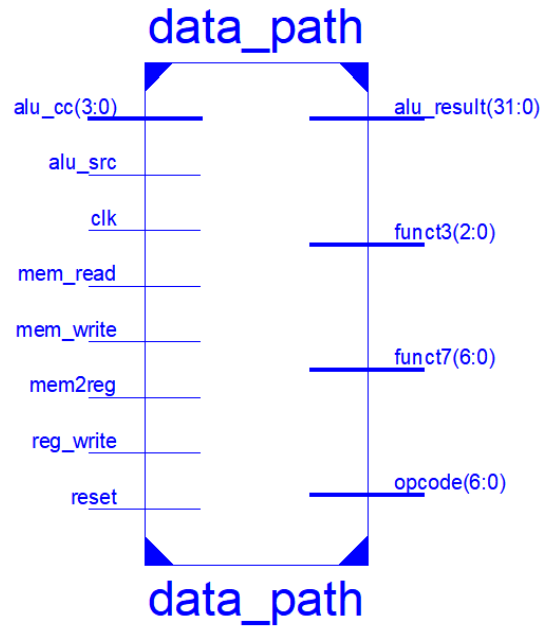 data_path
alu_cc(3:0)
alu_result(31:0)
alu_src
clk
funct3(2:0)
mem_read
mem_write
funct7(6:0)
mem2reg
reg_write
opcode(6:0)
reset
data_path